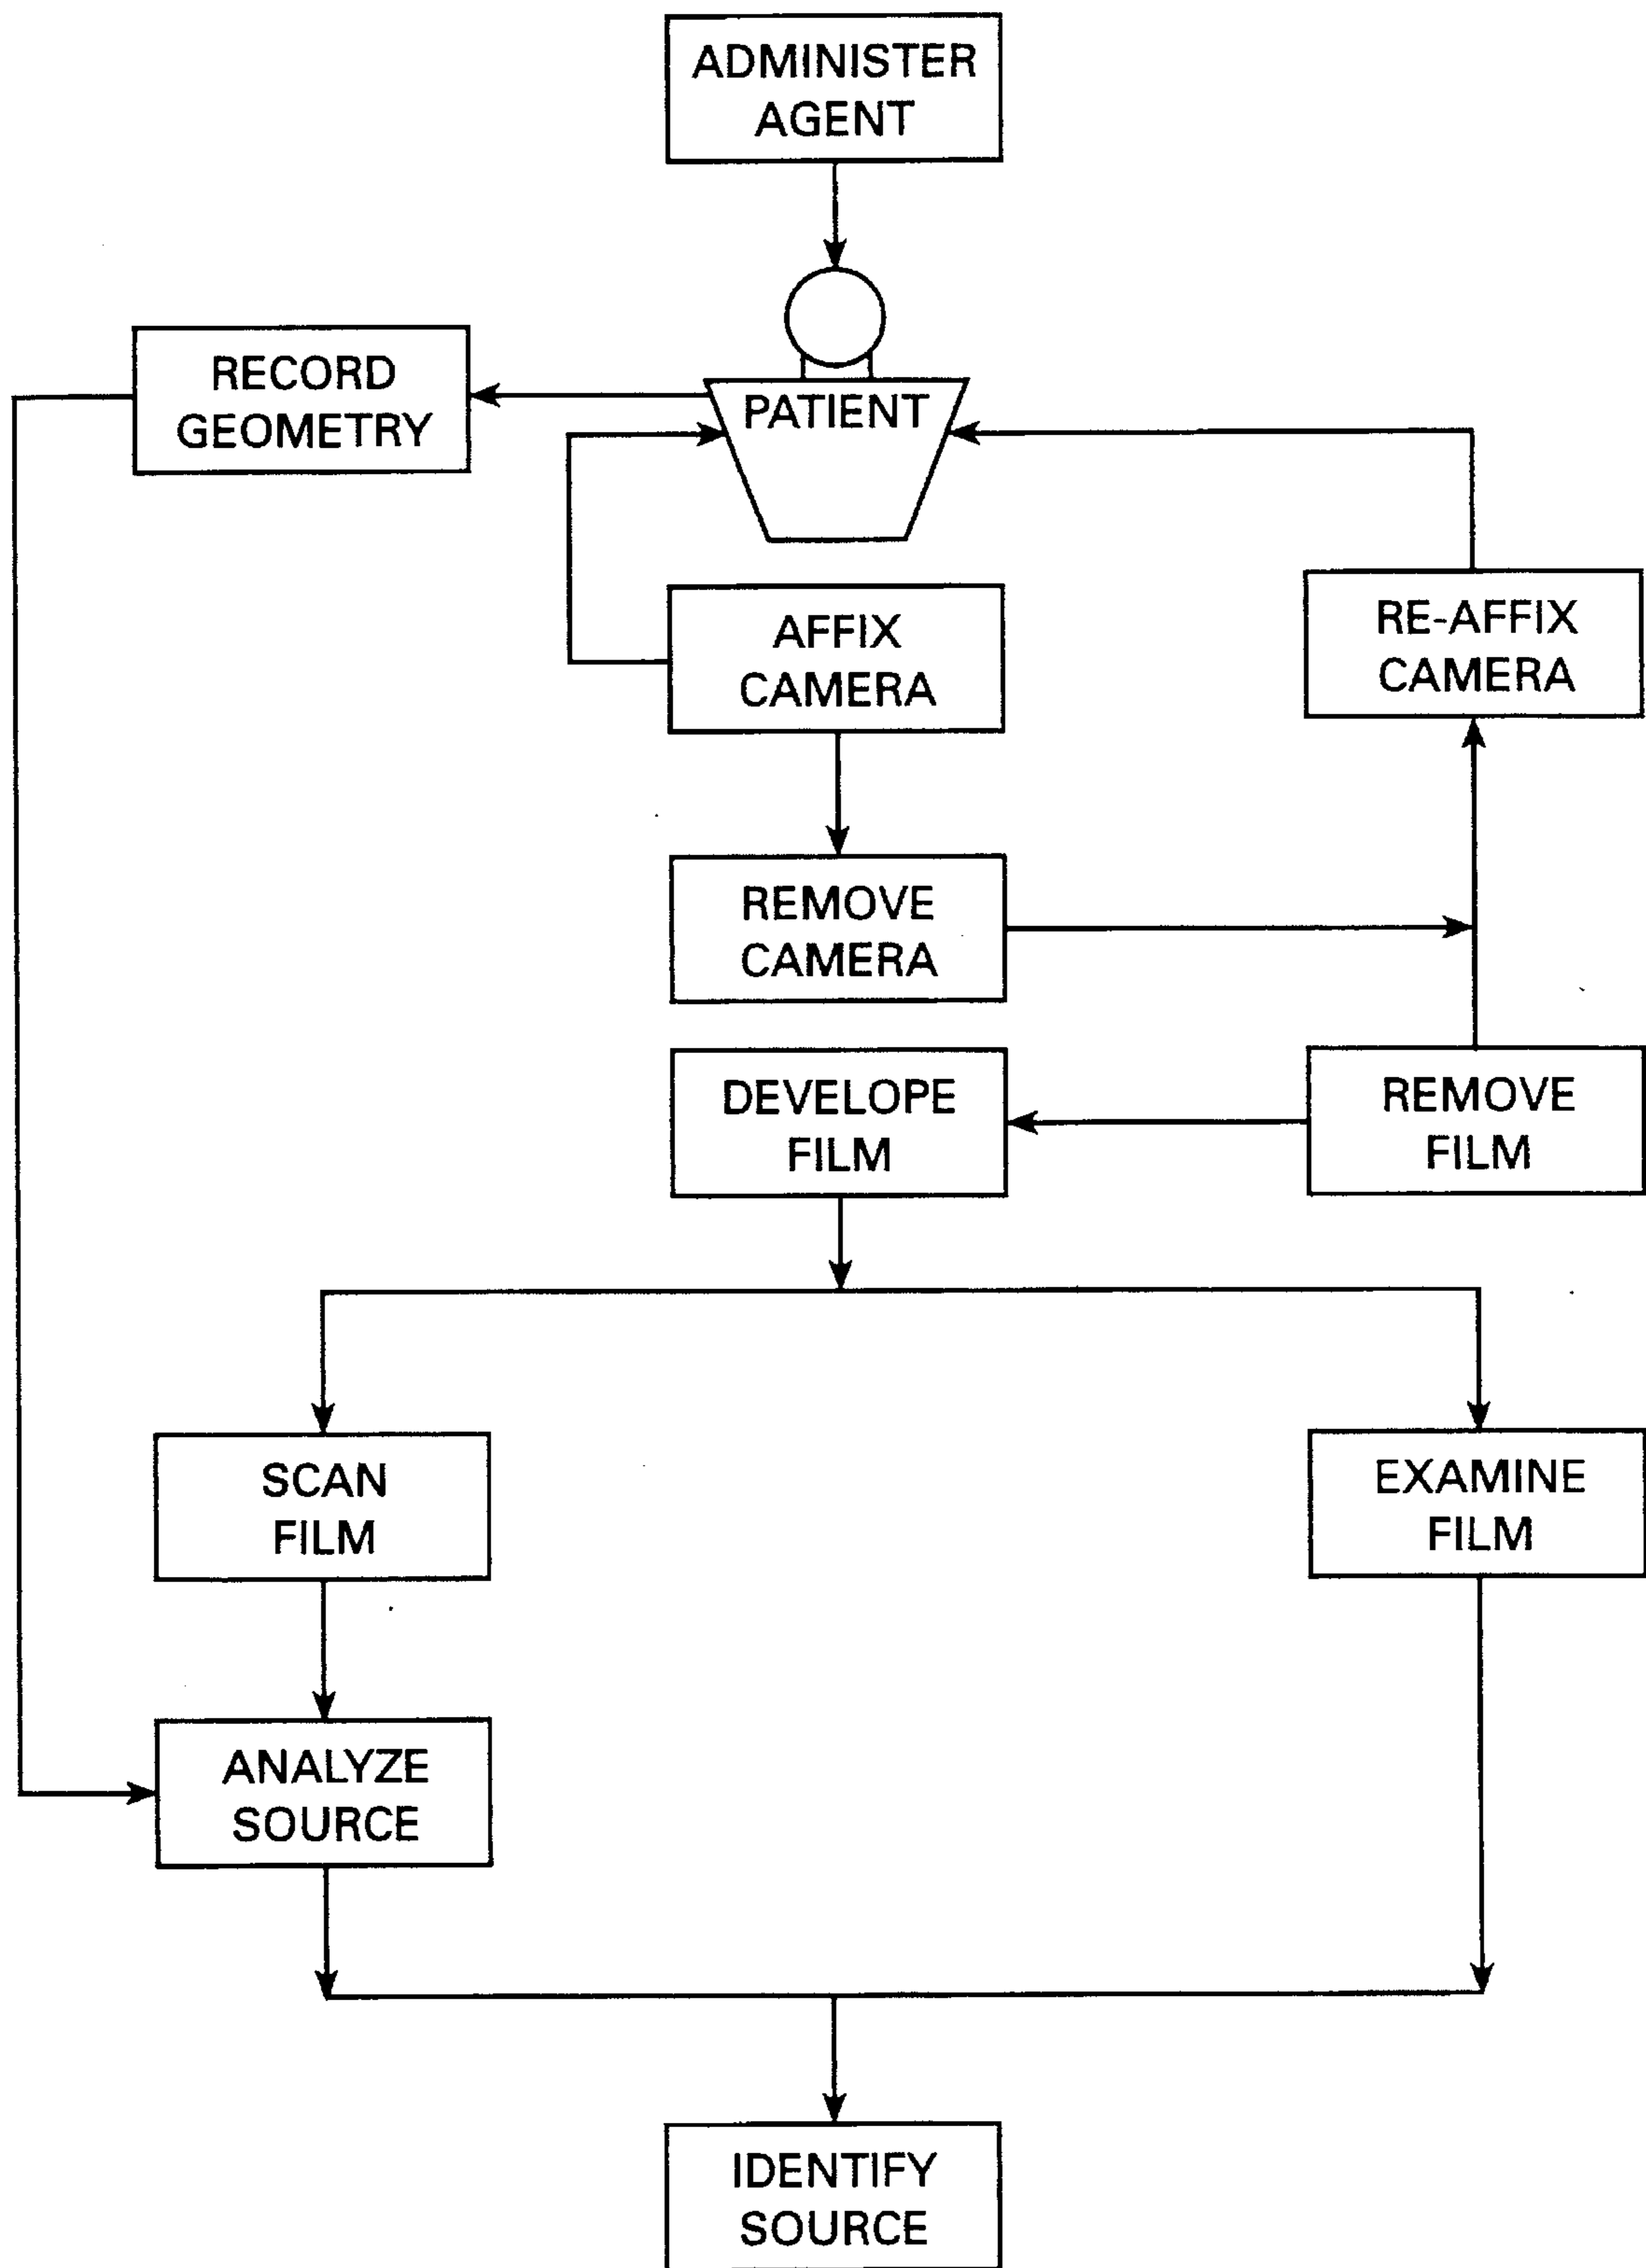 ADMINISTER
AGENT
RECORD
GEOMETRY
PATIENT
AFFIX
CAMERA
RE-AFFIX
CAMERA
REMOVE
CAMERA
DEVELOPE
FILM
REMOVE
FILM
SCAN
FILM
EXAMINE
FILM
ANALYZE
SOURCE
IDENTIFY
SOURCE